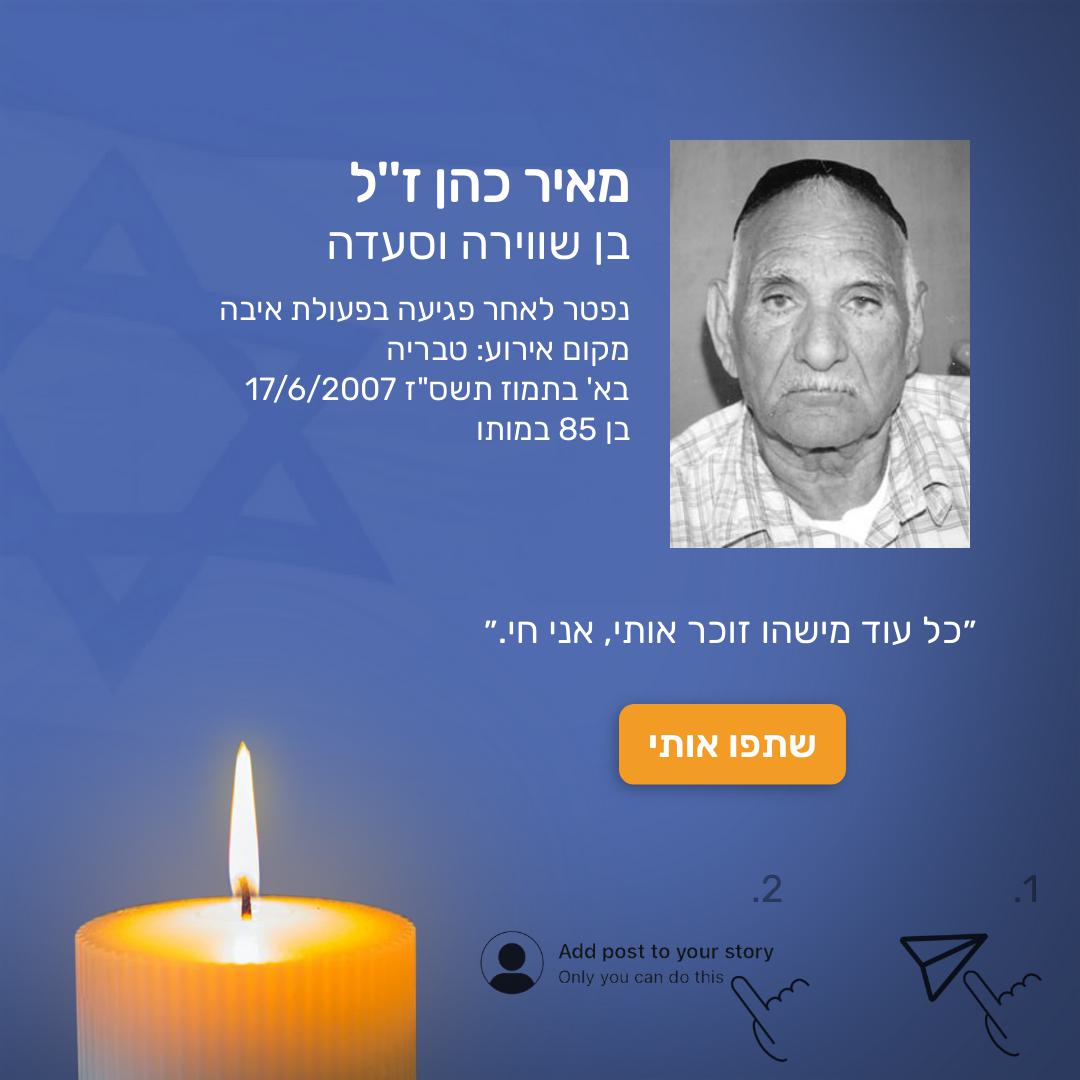 מאיר כהן ז"ל
בן שווירה וסעדה
נפטר לאחר פגיעה בפעולת איבה
מקום אירוע: טבריה
בא' בתמוז תשס"ז 17/6/2007
בן 85 במותו
״כל עוד מישהו זוכר אותי, אני חי.״
שתפו אותי
1.
2.
Add post to your story
Only you can do this